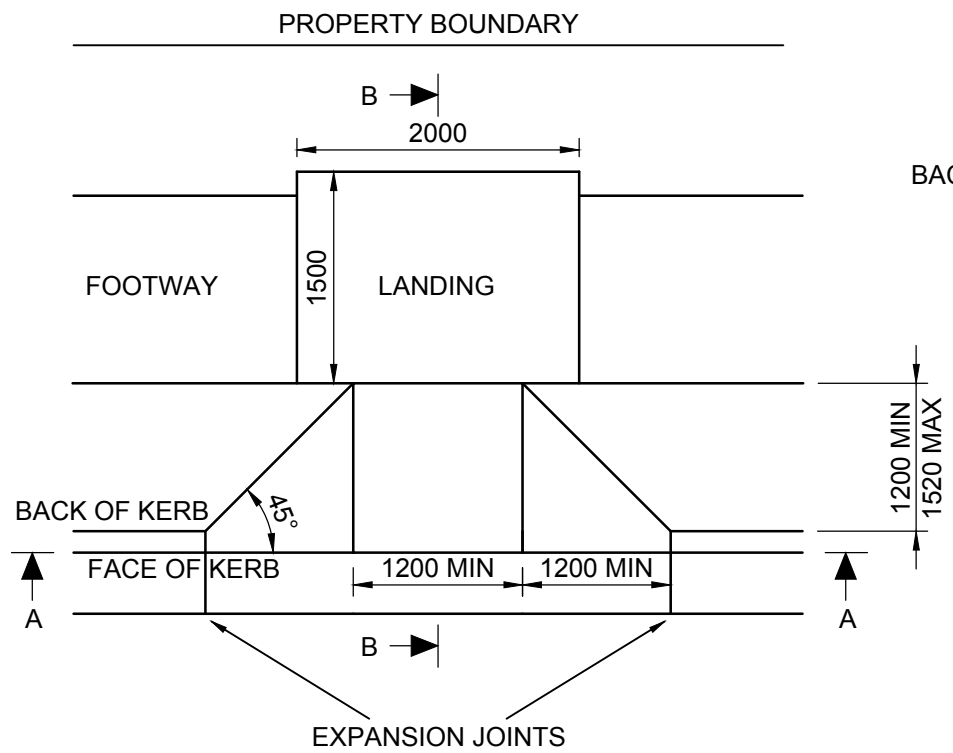 PROPERTY BOUNDARY
B
2000
BAC
FOOTWAY
1500
LANDING
1200 MIN
1520 MAX
BACK OF KERB
45°
FACE OF KERB
1200 MIN
1200 MIN
A
A
B
EXPANSION JOINTS